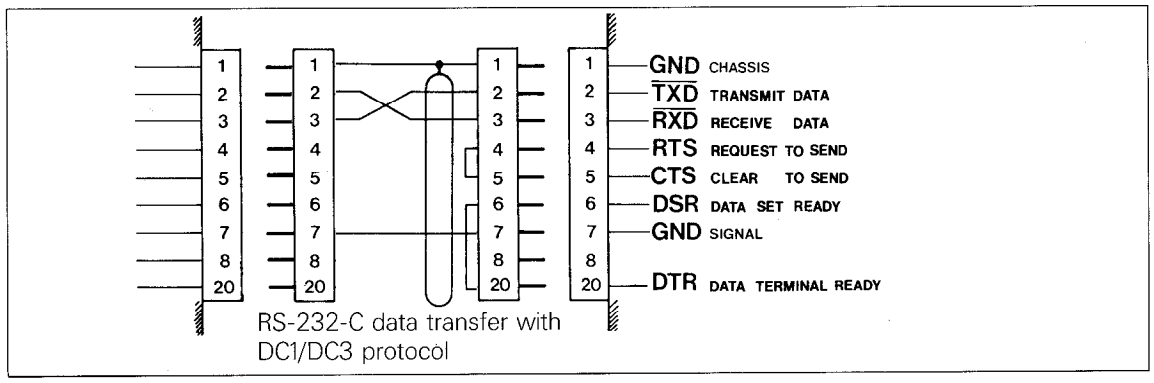 1 1 1 1 GND CHASSIS
2 2 2 2 TXD TRANSMIT DATA
3 3 3 3 RXD RECEIVE DATA
4 4 4 4 RTS REQUEST TO SEND
5 5 5 5 CTS CLEAR TO SEND
6 6 6 6 DSR DATA SET READY
7 7 7 7 GND SIGNAL
8 8 8 8
20 20 20 20 DTR DATA TERMINAL READY
RS-232-C data transfer with
DC1/DC3 protocol